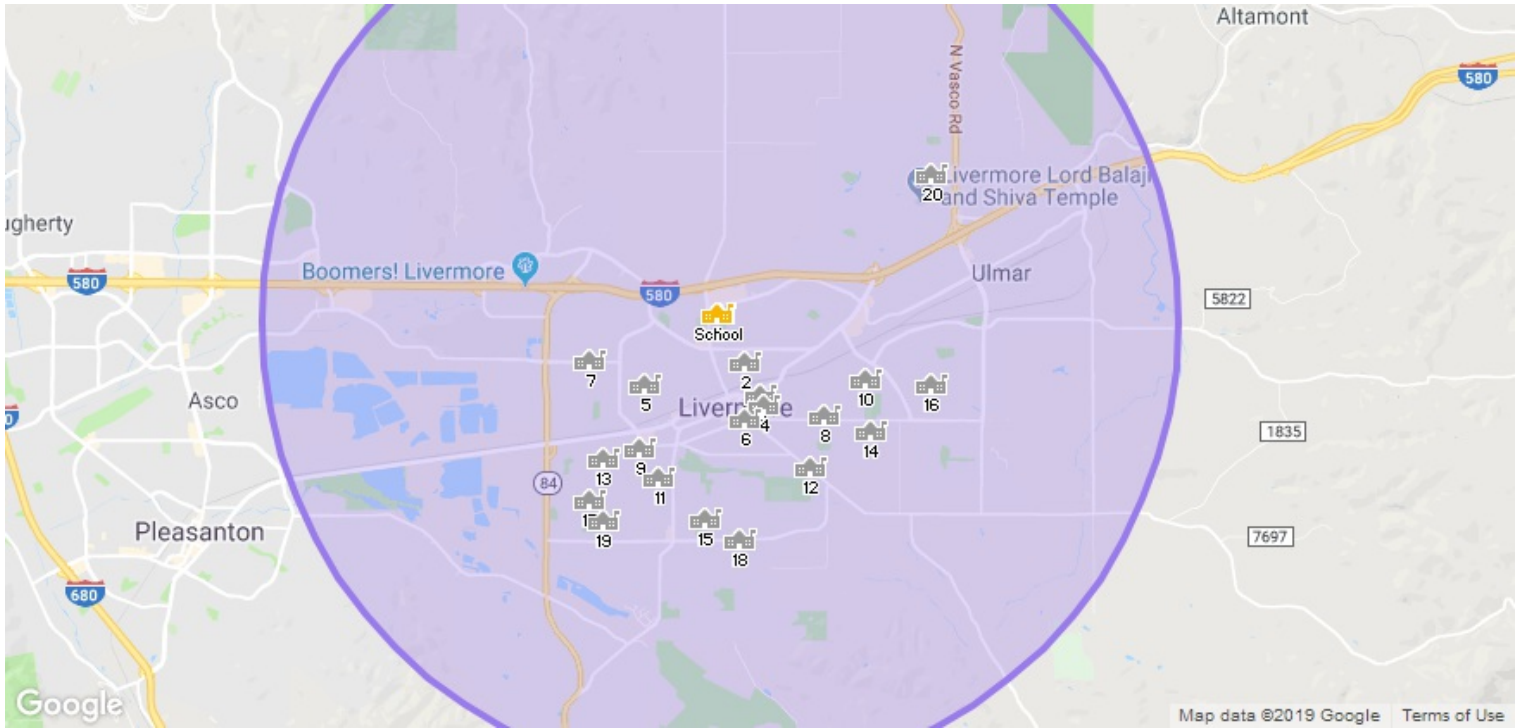 Altamont
580
N Vasco Rd
Livermore Lord Balaji
and Shiva Temple
20
ugherty
Boomers! Livermore
580
580
Ulmar
5822
School
7
2
Asco
5
10
16
Livermore
4
6
8
14
1835
9
13
12
11
84
Pleasanton
17
19
15
18
7697
680
Google
Map data ©2019 Google
Terms of Use